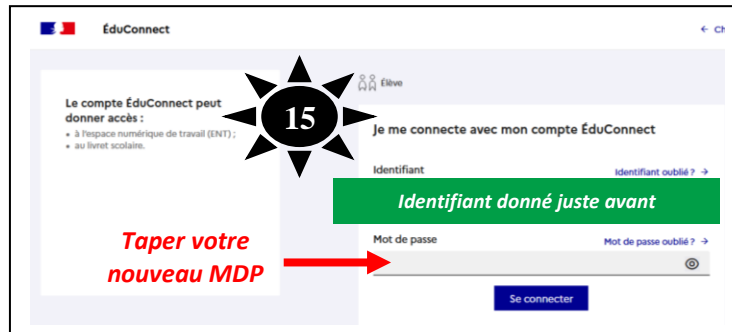 ÉduConnect
← Ch
Élève
Le compte ÉduConnect peut
donner accès :
• à l'espace numérique de travail (ENT) ;
• au livret scolaire.
15
Je me connecte avec mon compte ÉduConnect
Identifiant
Identifiant oublié ? →
Identifiant donné juste avant
Taper votre
nouveau MDP
Mot de passe
Mot de passe oublié ? →
Se connecter